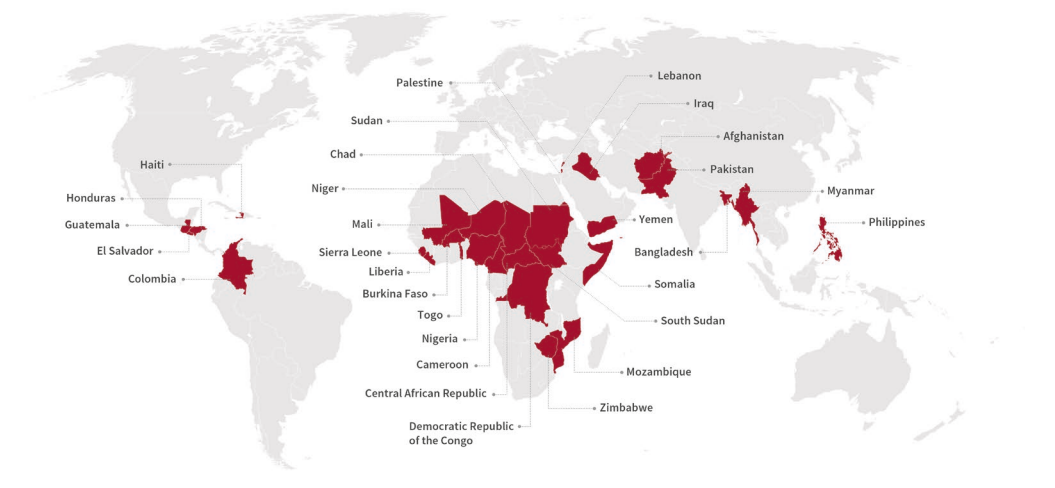 Palestine
Lebanon
Iraq
Sudan
Afghanistan
Chad
Haiti
Pakistan
Niger
Myanmar
Honduras
Yemen
Philippines
Guatemala
Mali
El Salvador
Sierra Leone
Bangladesh
Liberia
Colombia
Somalia
Burkina Faso
Togo
South Sudan
Nigeria
Cameroon
Mozambique
Central African Republic
Zimbabwe
Democratic Republic
of the Congo